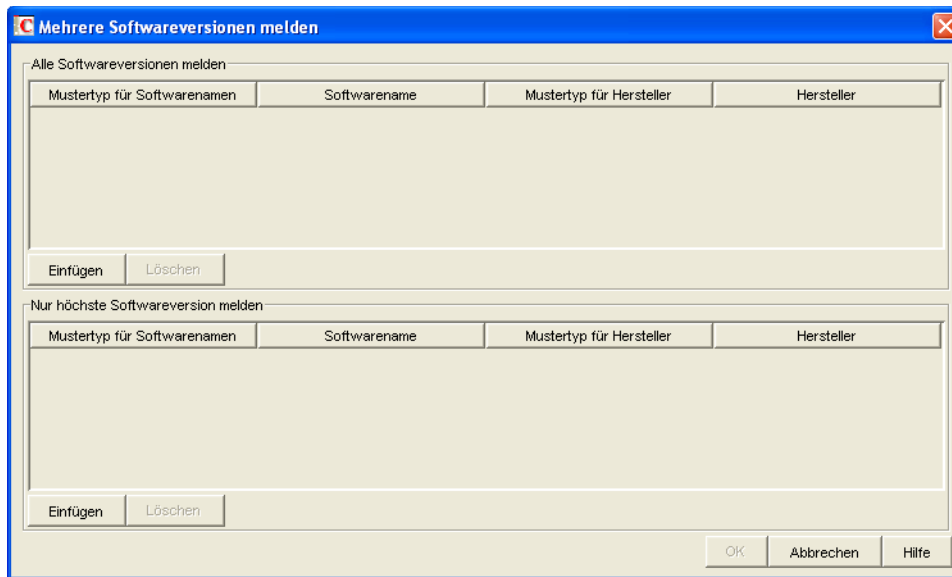 C Mehrere Softwareversionen melden
Alle Softwareversionen melden
Mustertyp für Softwarenamen Softwarename Mustertyp für Hersteller Hersteller
Einfügen Löschen
Nur höchste Softwareversion melden
Mustertyp für Softwarenamen Softwarename Mustertyp für Hersteller Hersteller
Einfügen Löschen
OK Abbrechen Hilfe